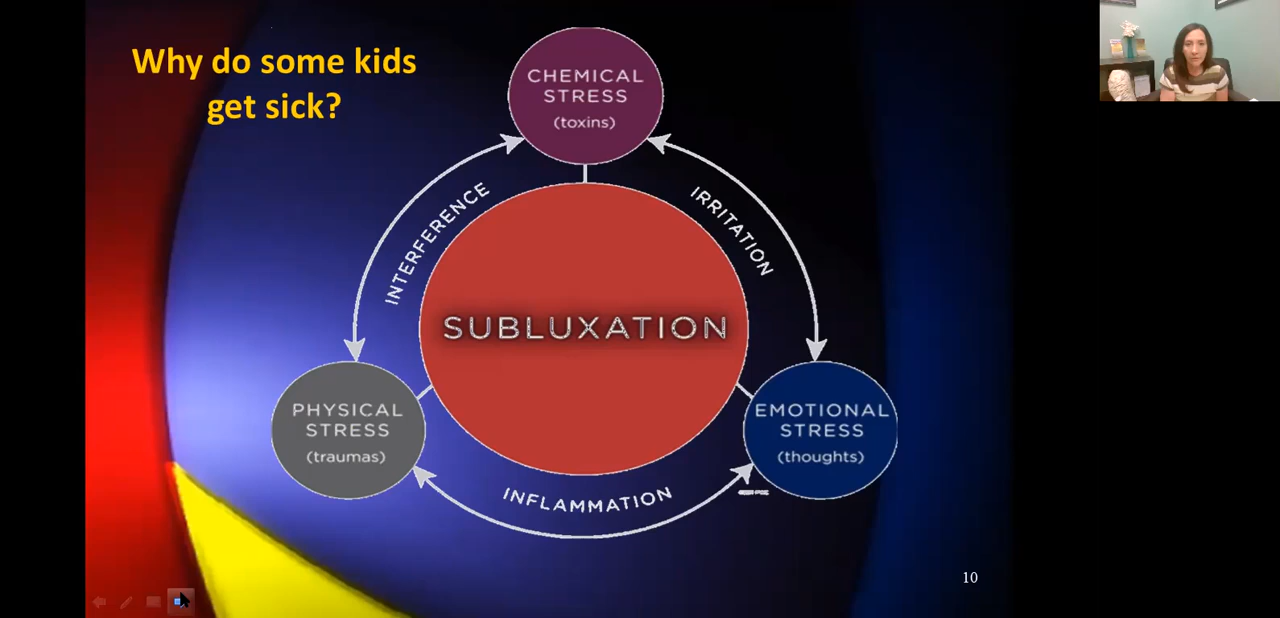 Why do some kids
get sick?
CHEMICAL
STRESS
(toxins)
INTERFERENCE
IRRITATION
SUBLUXATION
PHYSICAL
STRESS
(traumas)
EMOTIONAL
STRESS
(thoughts)
INFLAMMATION
10